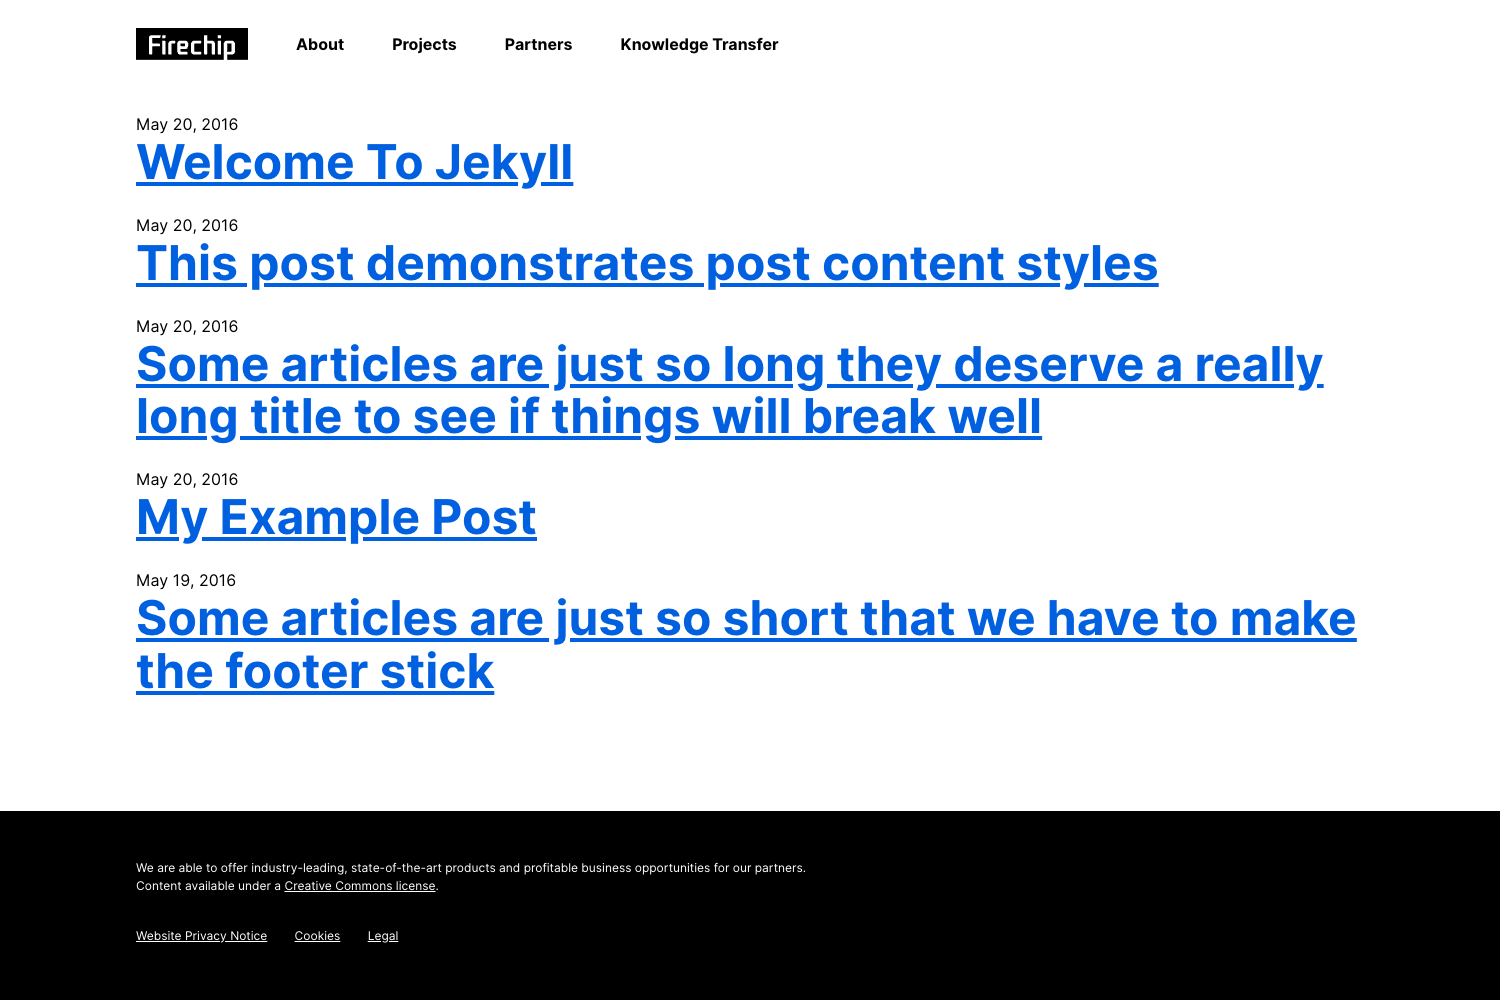 Firechip
About
Projects
Partners
Knowledge Transfer
May 20, 2016
Welcome To Jekyll
May 20, 2016
This post demonstrates post content styles
May 20, 2016
Some articles are just so long they deserve a really
long title to see if things will break well
May 20, 2016
My Example Post
May 19, 2016
Some articles are just so short that we have to make
the footer stick
We are able to offer industry-leading, state-of-the-art products and profitable business opportunities for our partners.
Content available under a Creative Commons license.
Website Privacy Notice
Cookies
Legal